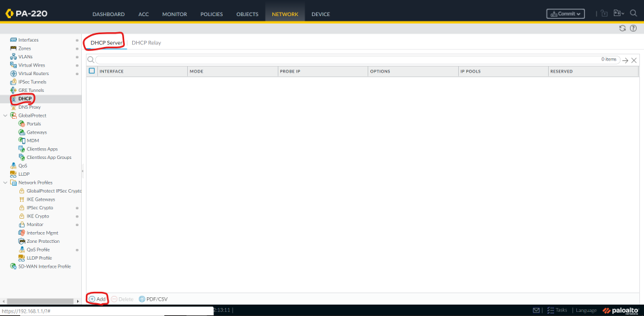 PA-220
DASHBOARD ACC MONITOR POLICIES OBJECTS NETWORK DEVICE
Commit
Interfaces
Zones
VLANs
Virtual Wires
Virtual Routers
IPSec Tunnels
GRE Tunnels
DHCP
DNS Proxy
GlobalProtect
Portals
Gateways
MDM
Clientless Apps
Clientless App Groups
QoS
LLDP
Network Profiles
GlobalProtect IPSec Crypto
IKE Gateways
IPSec Crypto
IKE Crypto
Monitor
Interface Mgmt
Zone Protection
QoS Profile
LLDP Profile
SD-WAN Interface Profile
DHCP Server DHCP Relay
0 items
INTERFACE MODE PROBE IP OPTIONS IP POOLS RESERVED
Add Delete PDF/CSV
https://192.168.1.1/?#
2:13:11 |
Tasks | Language
paloalto